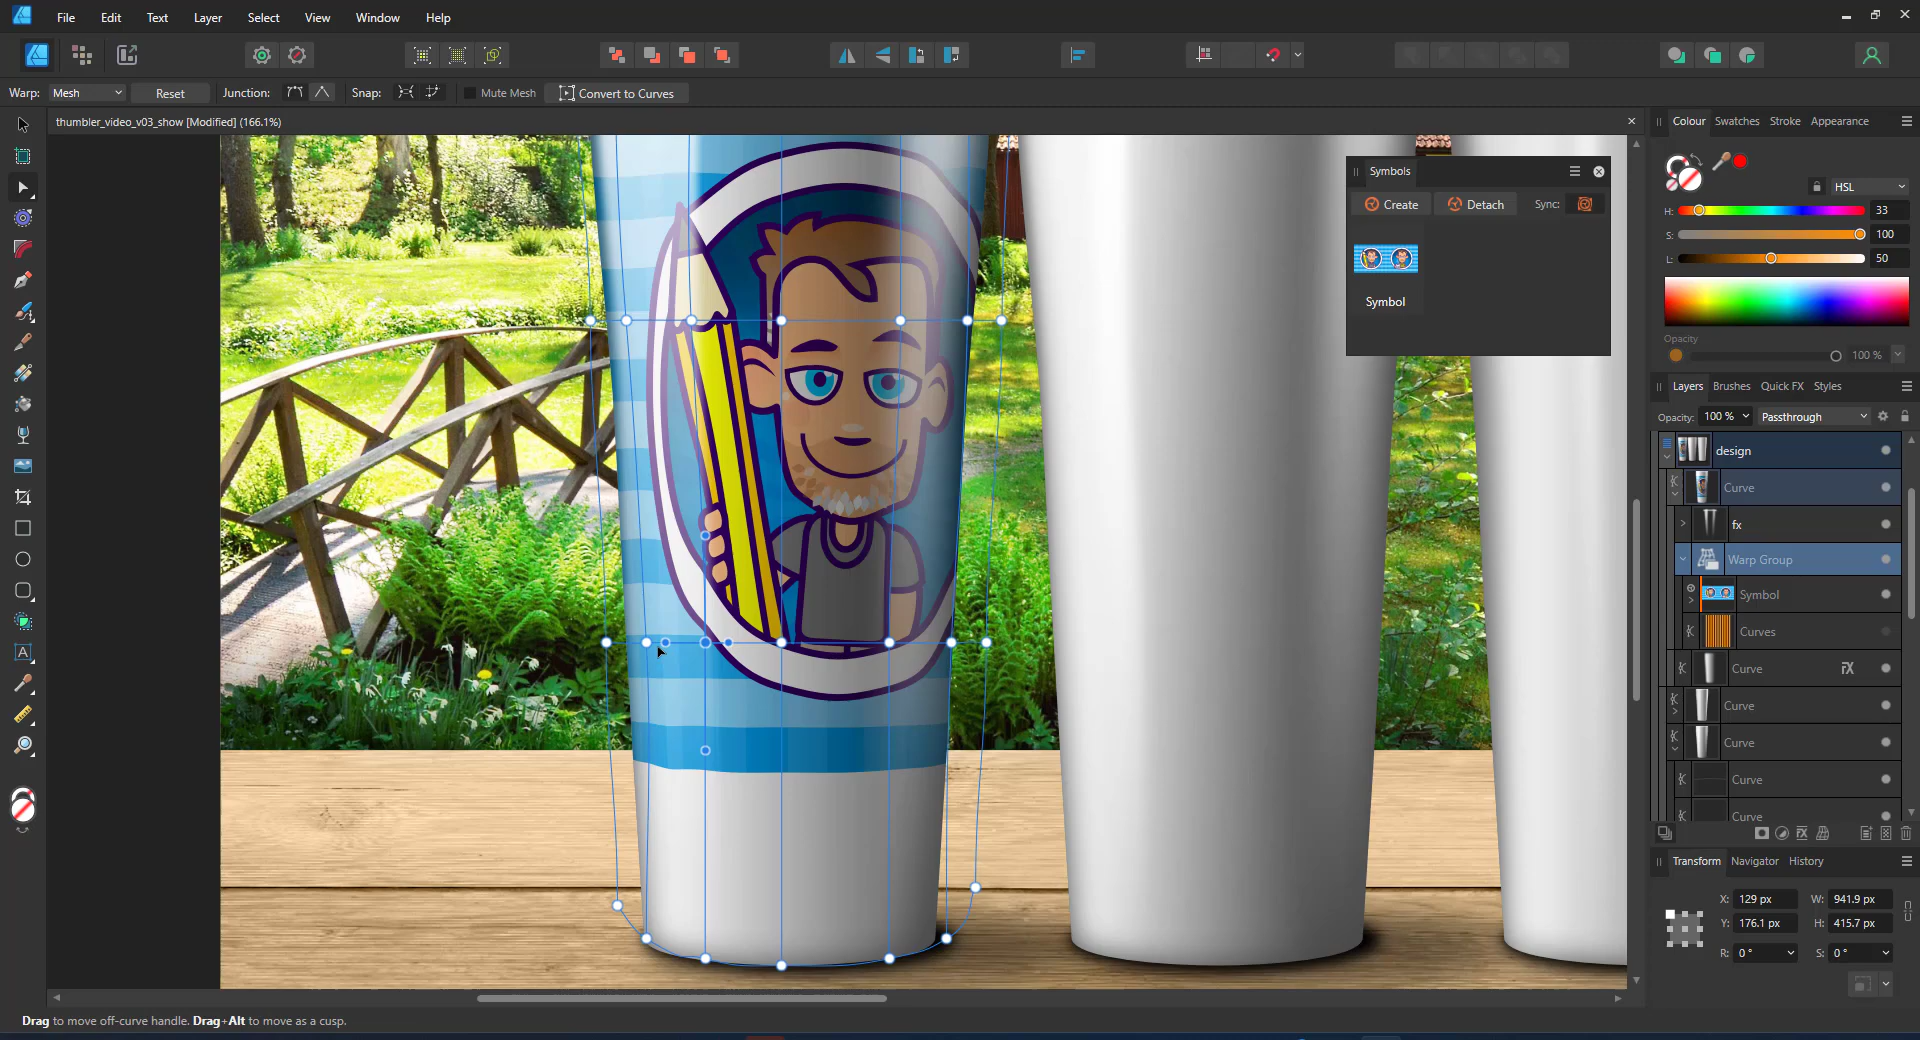 File Edit Text Layer Select View Window Help
Warp: Mesh Reset Junction: Snap: Mute Mesh Convert to Curves
thumbler_video_v03_show [Modified] (166.1%)
Symbols
Create Detach Sync:
Symbol
Colour Swatches Stroke Appearance
HSL
H: 33
S: 100
L: 50
Opacity
100 %
Layers Brushes Quick FX Styles
Opacity: 100 % Passthrough
design
Curve
fx
Warp Group
Symbol
Curves
Curve
Curve
Curve
Curve
Curve
Transform Navigator History
X: 129 px W: 941.9 px
Y: 176.1 px H: 415.7 px
R: 0 ° S: 0 °
Drag to move off-curve handle. Drag+Alt to move as a cusp.